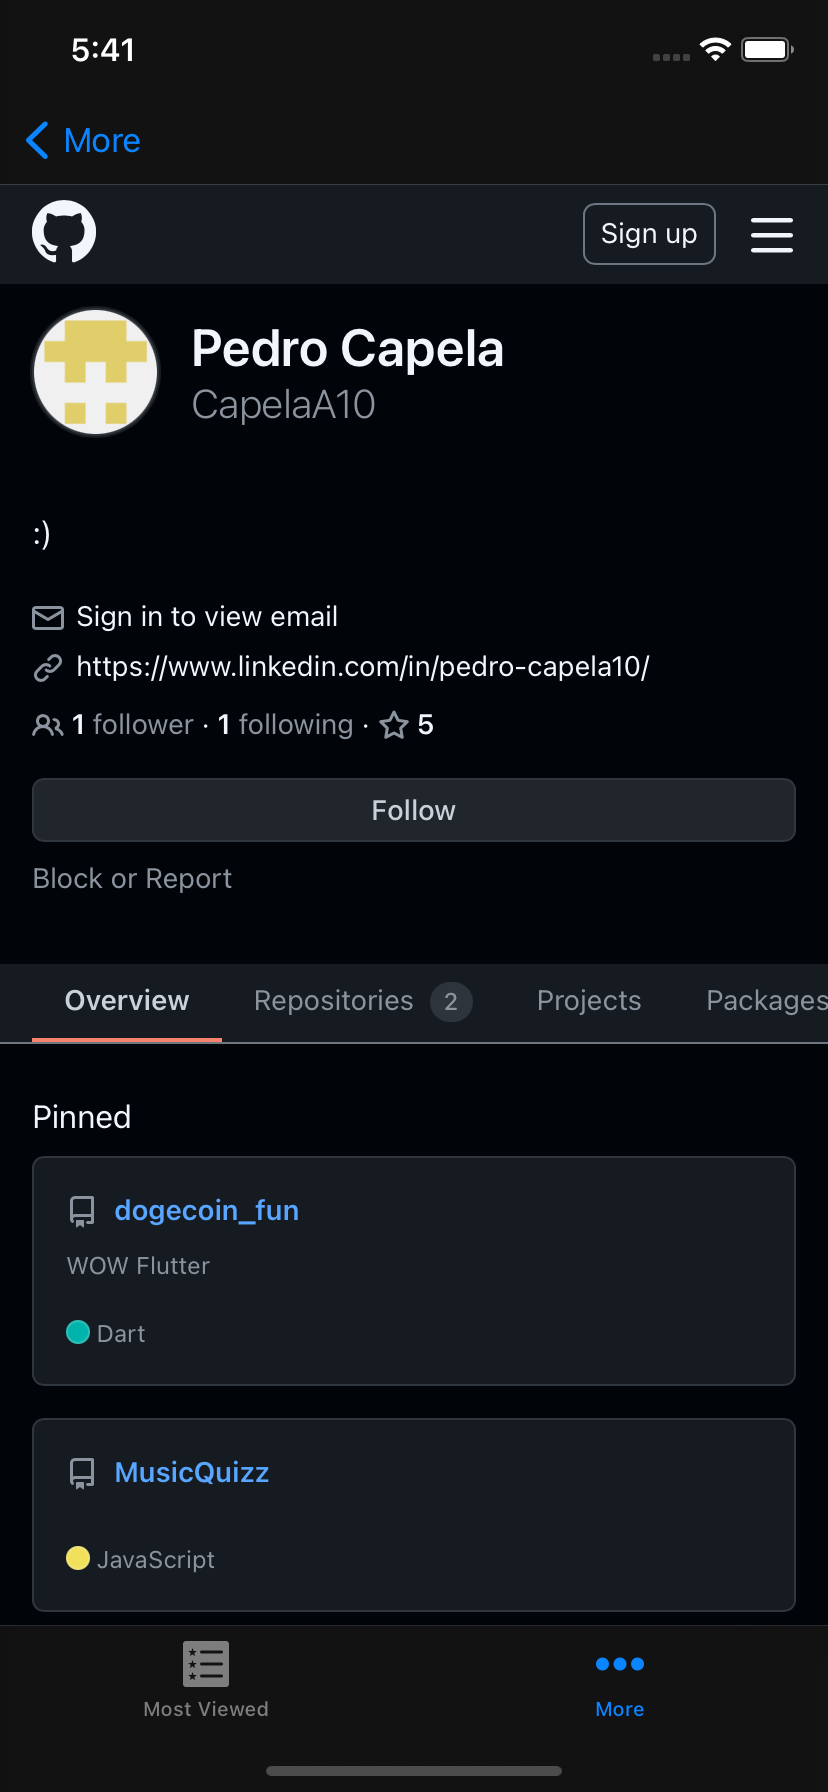 5:41
More
Sign up
Pedro Capela
CapelaA10
:)
Sign in to view email
https://www.linkedin.com/in/pedro-capela10/
1 follower · 1 following · 5
Follow
Block or Report
Overview Repositories 2 Projects Packages
Pinned
dogecoin_fun
WOW Flutter
Dart
MusicQuizz
JavaScript
Most Viewed More